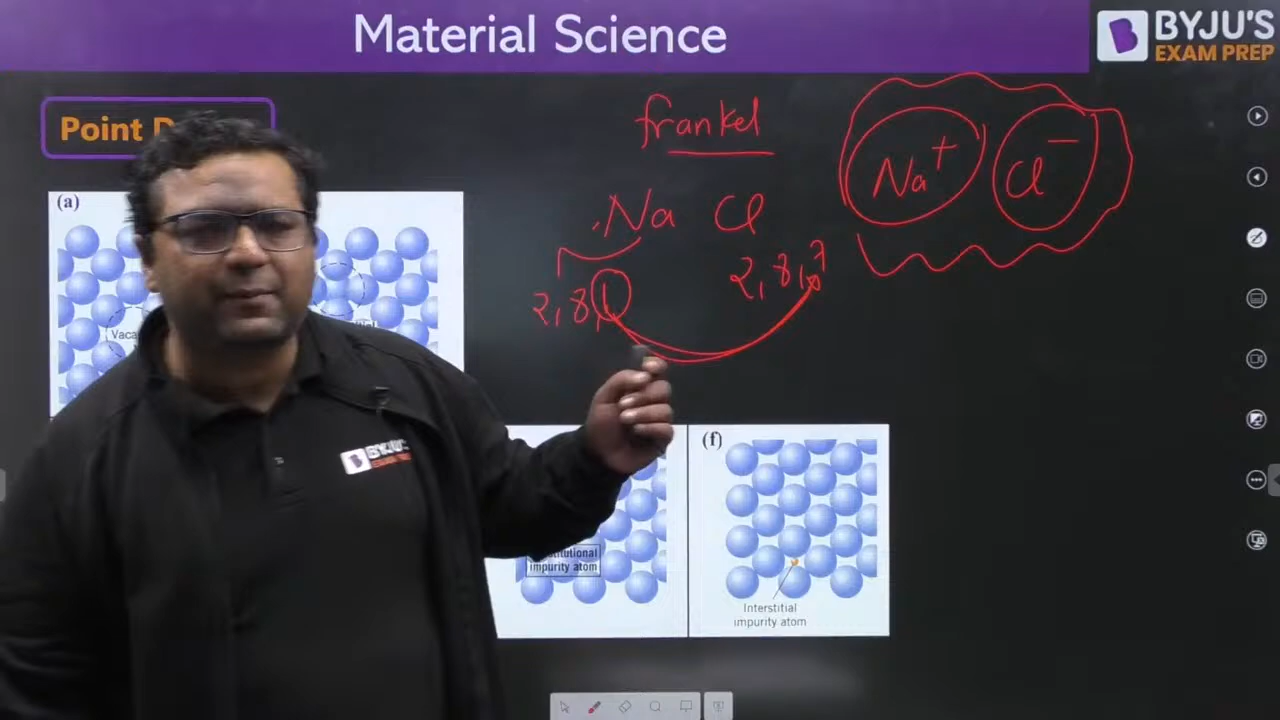 Material Science
BYJU'S
EXAM PREP
Point
frankel
Na Cl
Na+ Cl−
2, 8, 1
2, 8, 7
(a)
BYJU'S
(f)
impurity atom
Interstitial
impurity atom